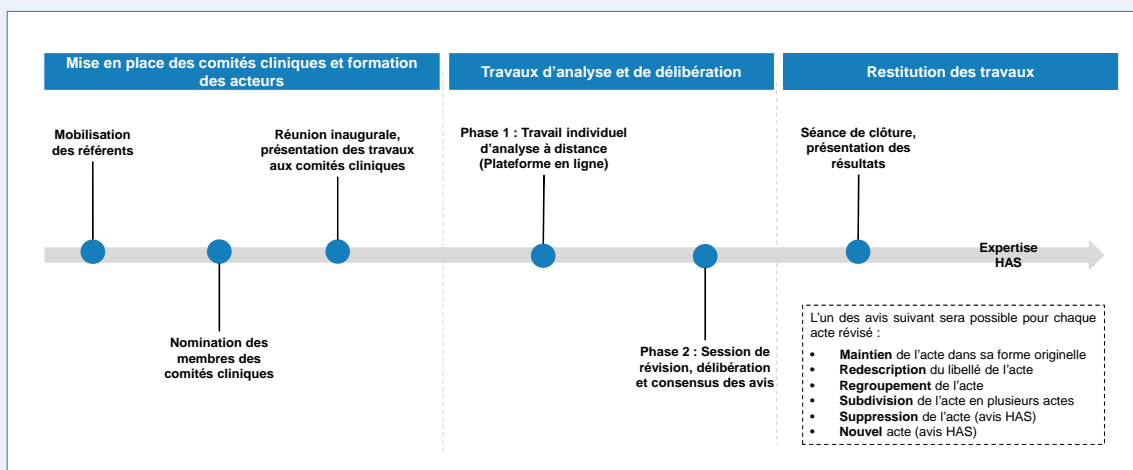 Mise en place des comités cliniques et formation
des acteurs
Travaux d'analyse et de délibération
Restitution des travaux
Mobilisation
des référents
Réunion inaugurale,
présentation des travaux
aux comités cliniques
Phase 1 : Travail individuel
d'analyse à distance
(Plateforme en ligne)
Séance de clôture,
présentation des
résultats
Expertise
HAS
Nomination des
membres des
comités cliniques
Phase 2 : Session de
révision, délibération
et consensus des avis
L'un des avis suivant sera possible pour chaque
acte révisé :
• Maintien de l'acte dans sa forme originelle
• Redescription du libellé de l'acte
• Regroupement de l'acte
• Subdivision de l'acte en plusieurs actes
• Suppression de l'acte (avis HAS)
• Nouvel acte (avis HAS)